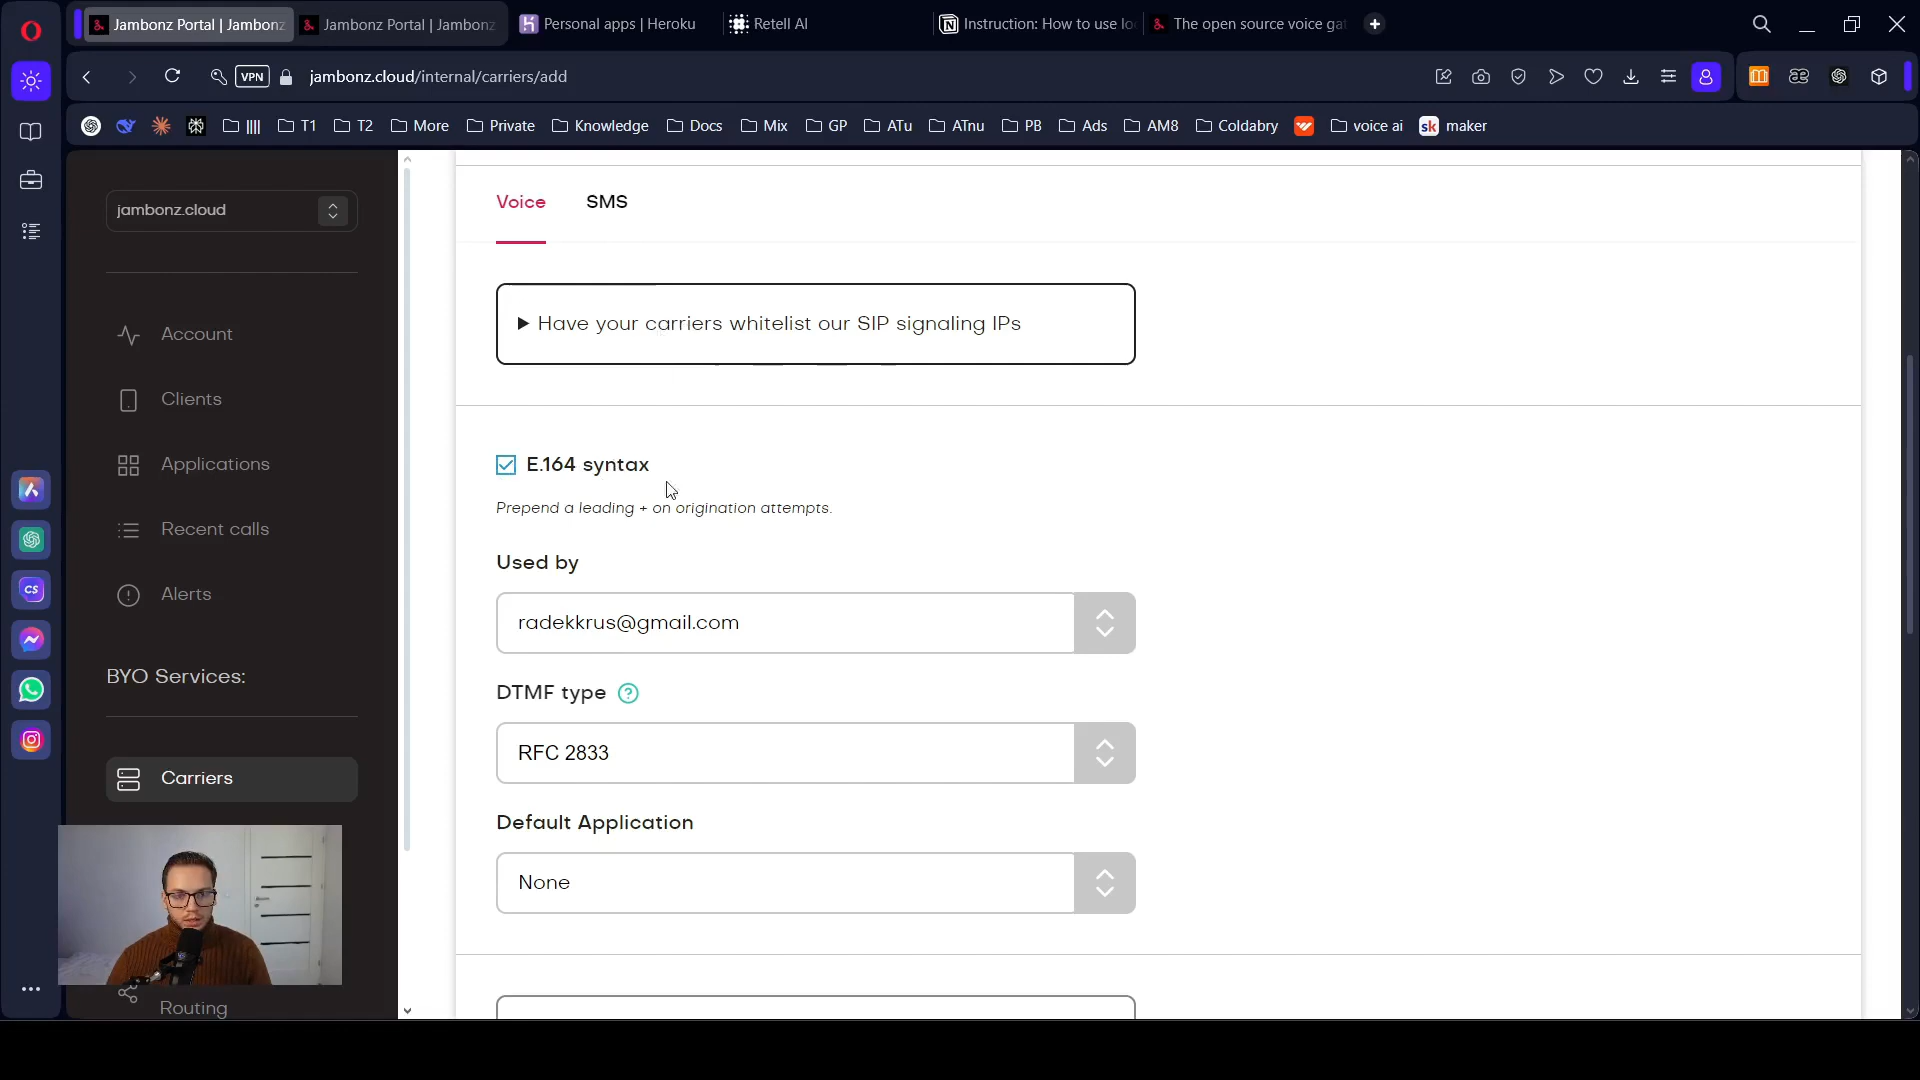 Jambonz Portal | Jambonz
Jambonz Portal | Jambonz
Personal apps | Heroku
Retell AI
Instruction: How to use lo
The open source voice ga
VPN
jambonz.cloud/internal/carriers/add
||||
T1
T2
More
Private
Knowledge
Docs
Mix
GP
ATu
ATnu
PB
Ads
AM8
Coldabry
voice ai
sk
maker
jambonz.cloud
Account
Clients
Applications
Recent calls
Alerts
BYO Services:
Carriers
Routing
CS
Voice
SMS
Have your carriers whitelist our SIP signaling IPs
E.164 syntax
Prepend a leading + on origination attempts.
Used by
radekkrus@gmail.com
DTMF type
RFC 2833
Default Application
None